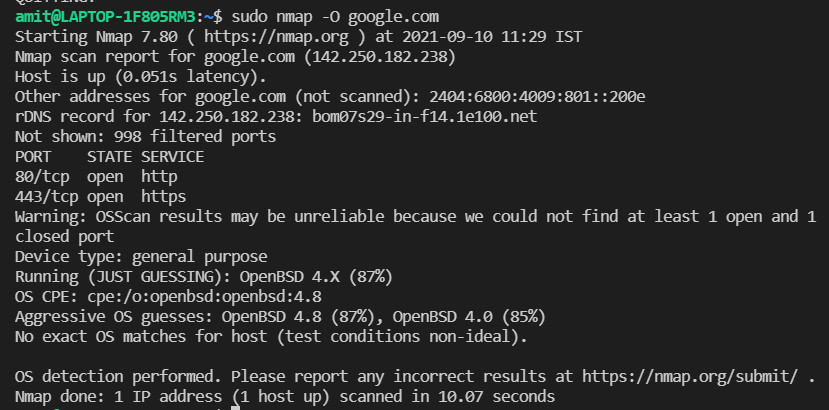 amit@LAPTOP-1F805RM3:~$ sudo nmap -O google.com
Starting Nmap 7.80 ( https://nmap.org ) at 2021-09-10 11:29 IST
Nmap scan report for google.com (142.250.182.238)
Host is up (0.051s latency).
Other addresses for google.com (not scanned): 2404:6800:4009:801::200e
rDNS record for 142.250.182.238: bom07s29-in-f14.1e100.net
Not shown: 998 filtered ports
PORT    STATE SERVICE
80/tcp  open  http
443/tcp open  https
Warning: OSScan results may be unreliable because we could not find at least 1 open and 1
closed port
Device type: general purpose
Running (JUST GUESSING): OpenBSD 4.X (87%)
OS CPE: cpe:/o:openbsd:openbsd:4.8
Aggressive OS guesses: OpenBSD 4.8 (87%), OpenBSD 4.0 (85%)
No exact OS matches for host (test conditions non-ideal).

OS detection performed. Please report any incorrect results at https://nmap.org/submit/ .
Nmap done: 1 IP address (1 host up) scanned in 10.07 seconds